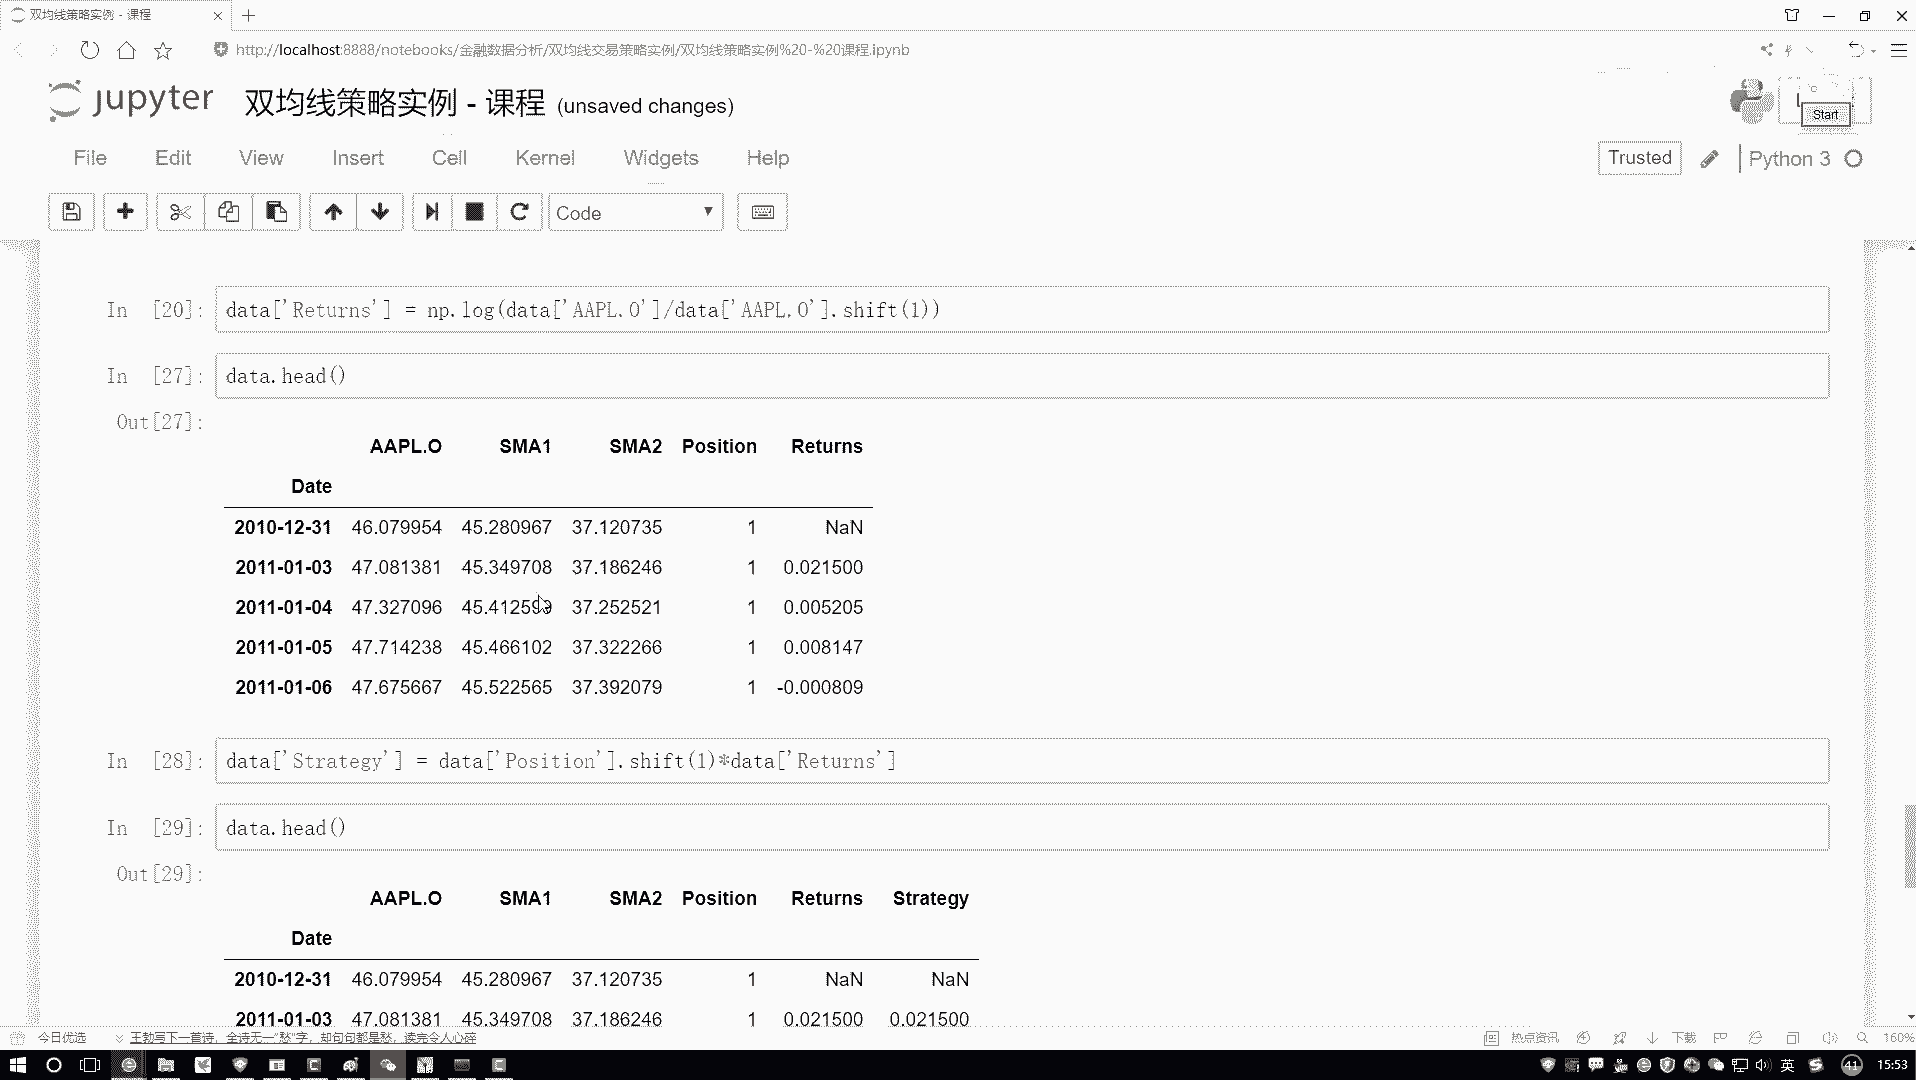 双均线策略实例 - 课程
http://localhost:8888/notebooks/金融数据分析/双均线交易策略实例/双均线策略实例%20-%20课程.ipynb
jupyter 双均线策略实例 - 课程 (unsaved changes)
Start
File Edit View Insert Cell Kernel Widgets Help
Trusted Python 3
Code
In [20]: data['Returns'] = np.log(data['AAPL.O']/data['AAPL.O'].shift(1))
In [27]: data.head()
Out[27]:
AAPL.O SMA1 SMA2 Position Returns
Date
2010-12-31 46.079954 45.280967 37.120735 1 NaN
2011-01-03 47.081381 45.349708 37.186246 1 0.021500
2011-01-04 47.327096 45.412599 37.252521 1 0.005205
2011-01-05 47.714238 45.466102 37.322266 1 0.008147
2011-01-06 47.675667 45.522565 37.392079 1 -0.000809
In [28]: data['Strategy'] = data['Position'].shift(1)*data['Returns']
In [29]: data.head()
Out[29]:
AAPL.O SMA1 SMA2 Position Returns Strategy
Date
2010-12-31 46.079954 45.280967 37.120735 1 NaN NaN
2011-01-03 47.081381 45.349708 37.186246 1 0.021500 0.021500
今日优选 王勃写下一首诗，全诗无一"愁"字，却句句都是愁，读完令人心碎 热点资讯 下载 160%
英 41 15:53